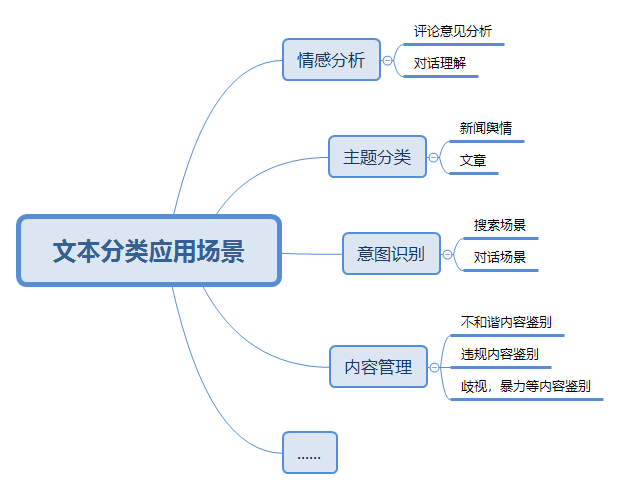 文本分类应用场景
情感分析
评论意见分析
对话理解
主题分类
新闻舆情
文章
意图识别
搜索场景
对话场景
内容管理
不和谐内容鉴别
违规内容鉴别
歧视，暴力等内容鉴别
......